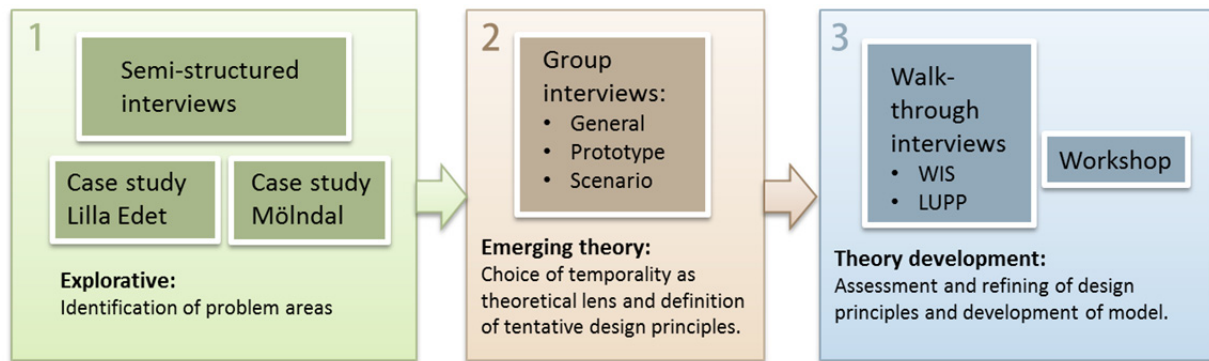 1
Semi-structured
interviews
Case study
Lilla Edet
Case study
Mölndal
Explorative:
Identification of problem areas
2
Group
interviews:
• General
• Prototype
• Scenario
Emerging theory:
Choice of temporality as
theoretical lens and definition
of tentative design principles.
3
Walk-
through
interviews
• WIS
• LUPP
Workshop
Theory development:
Assessment and refining of design
principles and development of model.